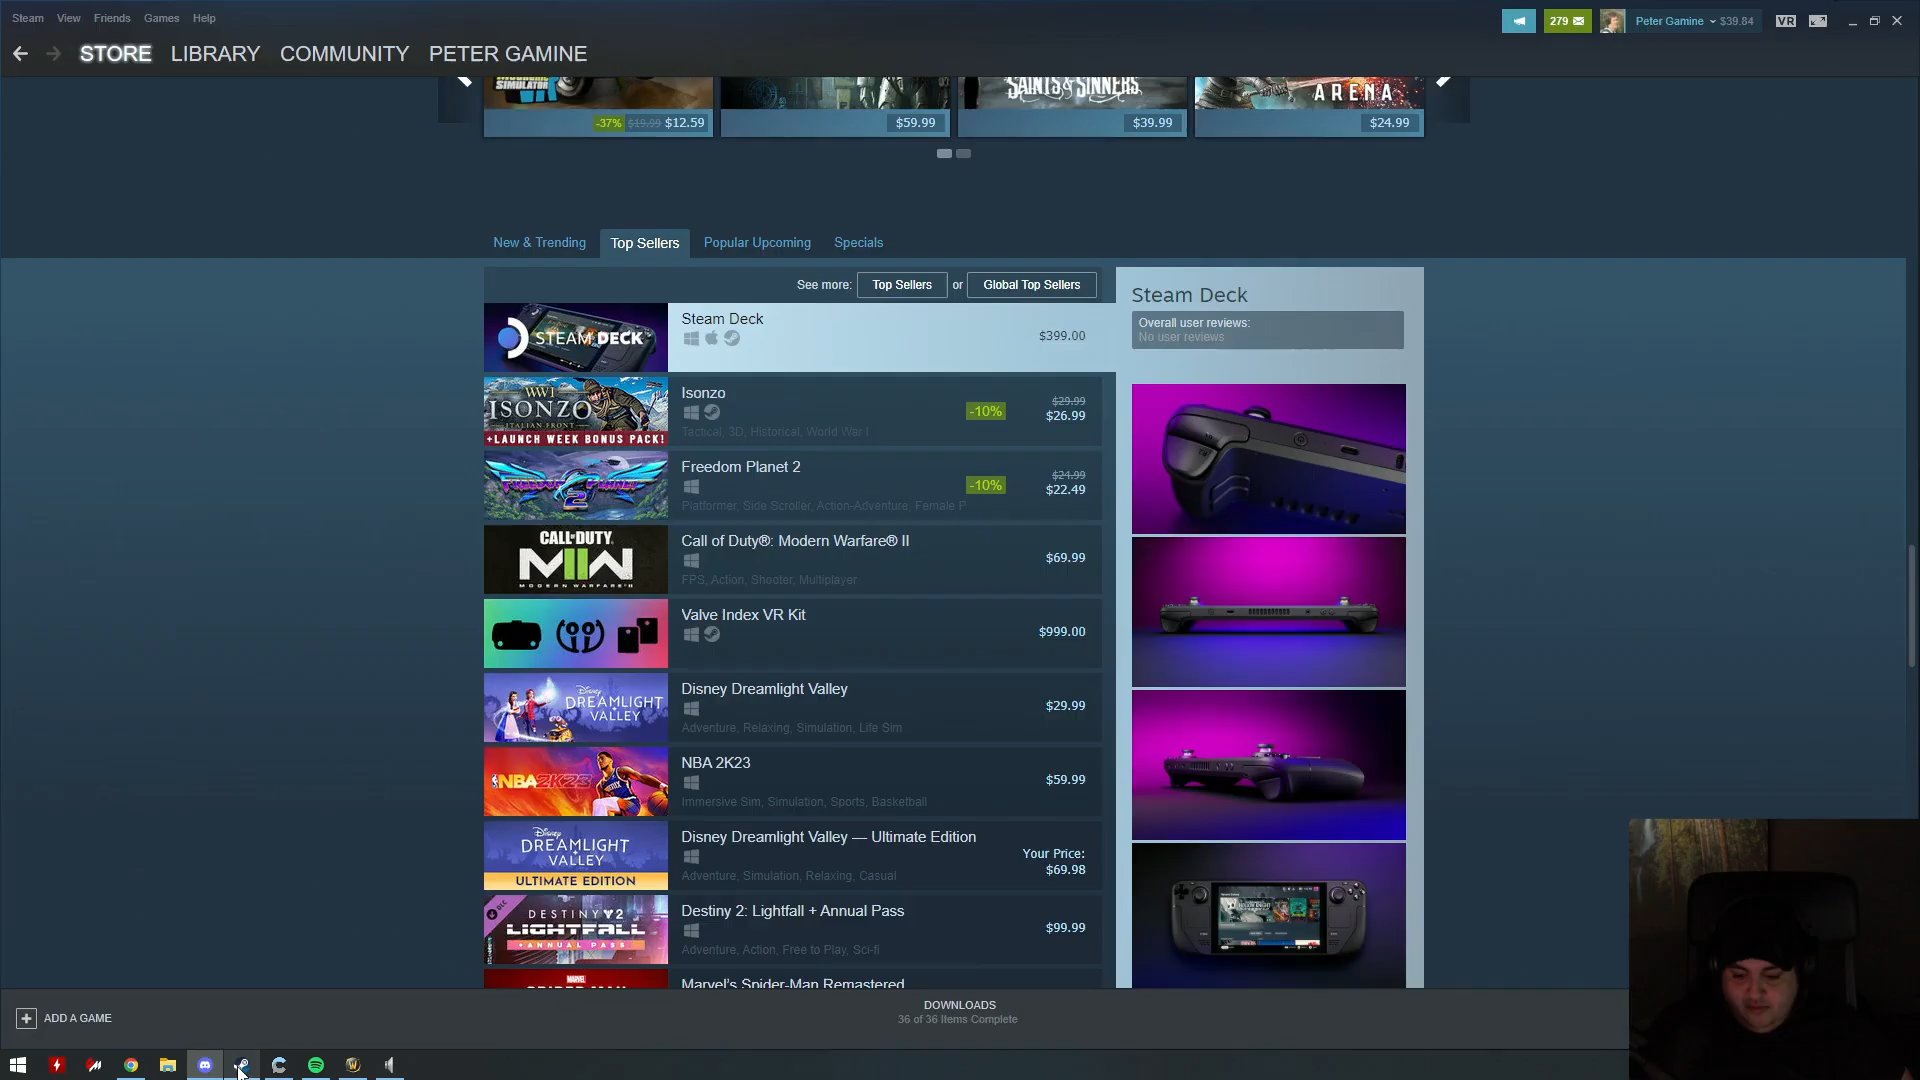 Steam View Friends Games Help
279
Peter Gamine $39.84
VR
STORE LIBRARY COMMUNITY PETER GAMINE
SIMULATOR
SAINTS & SINNERS
ARENA
-37% $19.99 $12.59
$59.99
$39.99
$24.99
New & Trending Top Sellers Popular Upcoming Specials
See more: Top Sellers or Global Top Sellers
STEAM DECK
Steam Deck
$399.00
WWI
ISONZO
ITALIAN FRONT
+LAUNCH WEEK BONUS PACK!
Isonzo
-10%
$29.99
$26.99
Tactical, 3D, Historical, World War I
FREEDOM PLANET
2
Freedom Planet 2
-10%
$24.99
$22.49
Platformer, Side Scroller, Action-Adventure, Female P
CALL OF DUTY
MWII
MODERN WARFARE II
Call of Duty®: Modern Warfare® II
$69.99
FPS, Action, Shooter, Multiplayer
Valve Index VR Kit
$999.00
Disney
DREAMLIGHT
VALLEY
Disney Dreamlight Valley
$29.99
Adventure, Relaxing, Simulation, Life Sim
NBA 2K23
NBA 2K23
$59.99
Immersive Sim, Simulation, Sports, Basketball
Disney
DREAMLIGHT
VALLEY
ULTIMATE EDITION
Disney Dreamlight Valley — Ultimate Edition
Your Price:
$69.98
Adventure, Simulation, Relaxing, Casual
DLC
DESTINY 2
LIGHTFALL
+ ANNUAL PASS
Destiny 2: Lightfall + Annual Pass
$99.99
Adventure, Action, Free to Play, Sci-fi
MARVEL
Marvel's Spider-Man Remastered
Steam Deck
Overall user reviews:
No user reviews
ADD A GAME
DOWNLOADS
36 of 36 Items Complete